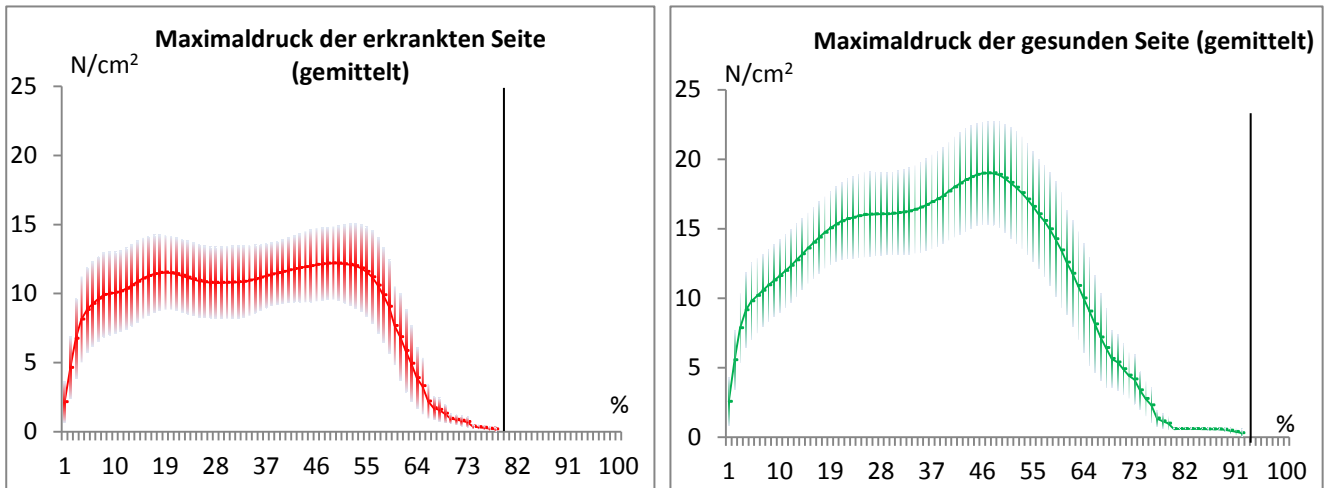 Maximaldruck der erkrankten Seite
(gemittelt)
N/cm²
25
20
15
10
5
0
%
1 10 19 28 37 46 55 64 73 82 91 100
Maximaldruck der gesunden Seite (gemittelt)
N/cm²
25
20
15
10
5
0
%
1 10 19 28 37 46 55 64 73 82 91 100